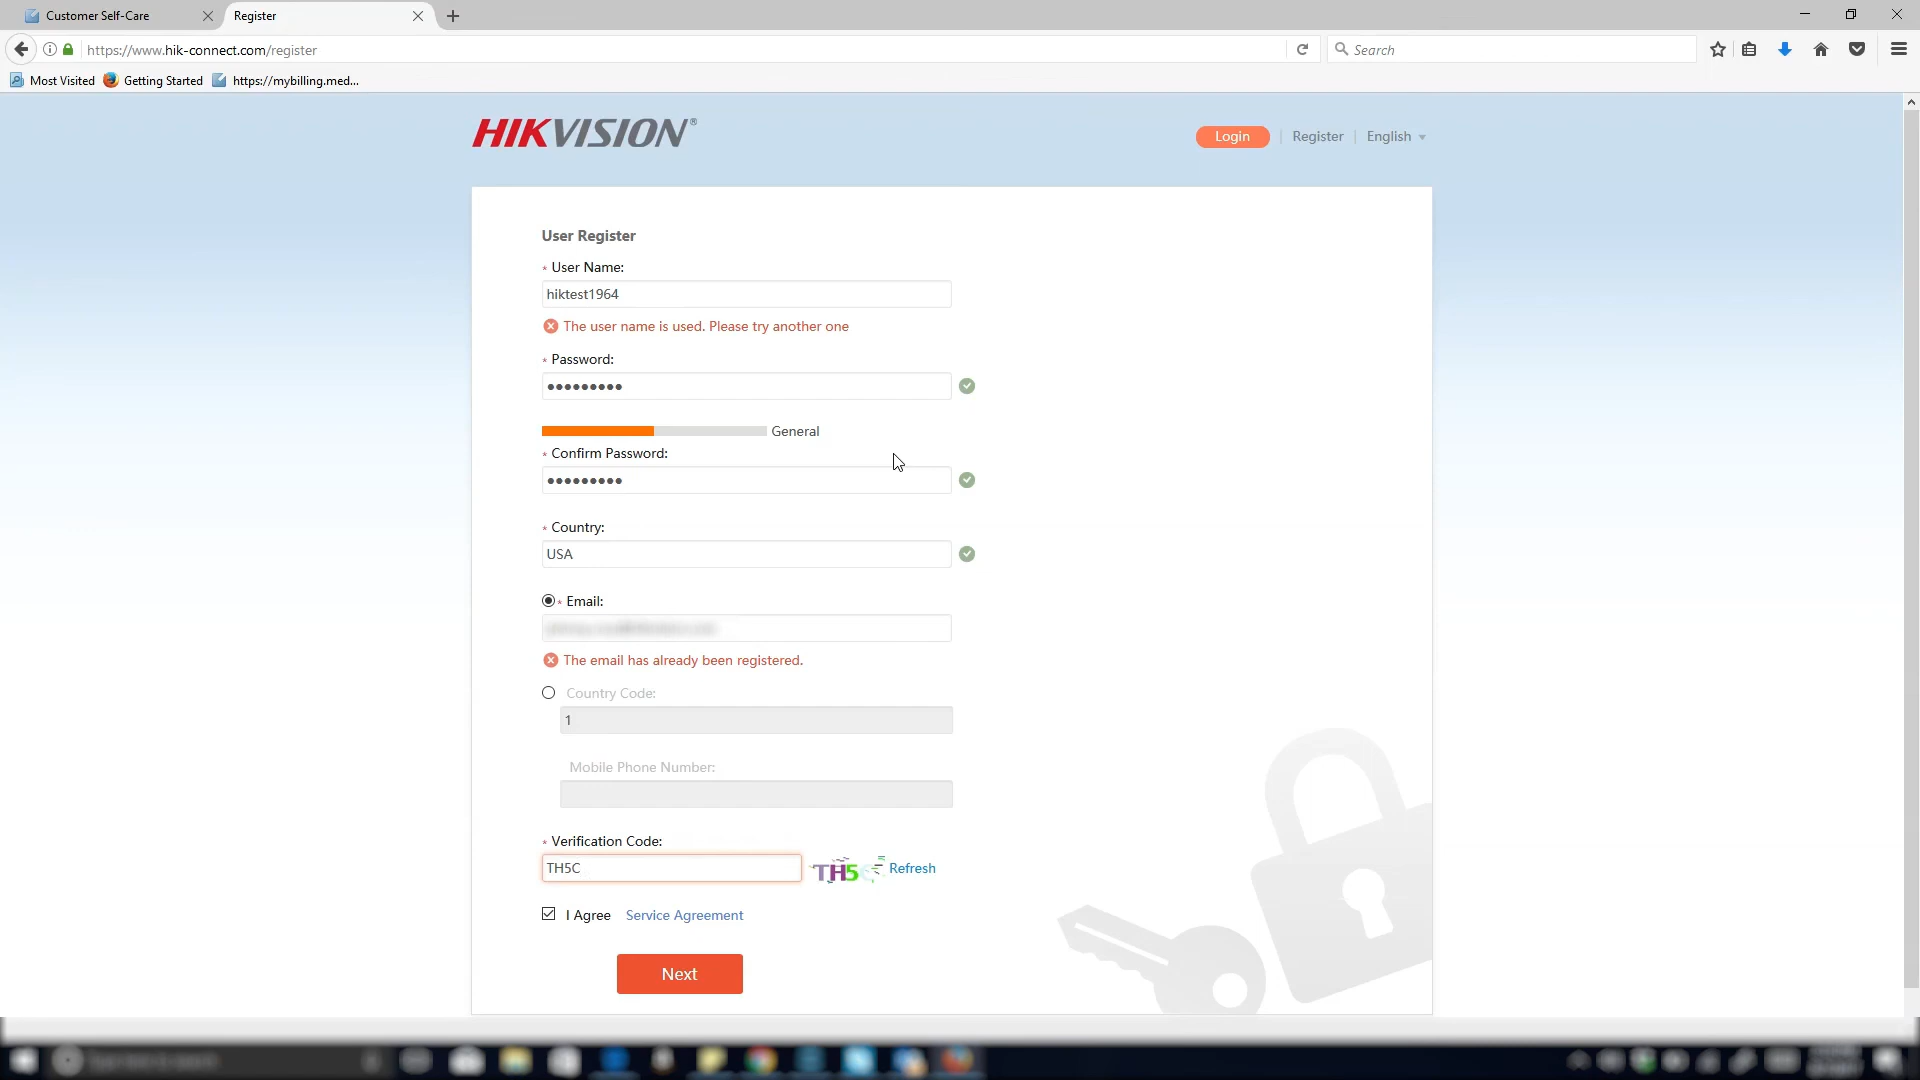 Customer Self-Care
Register
https://www.hik-connect.com/register
Search
Most Visited
Getting Started
https://mybilling.med...
HIKVISION®
Login
Register
English
User Register
* User Name:
hiktest1964
The user name is used. Please try another one
* Password:
●●●●●●●●●
General
* Confirm Password:
●●●●●●●●●
* Country:
USA
* Email:
The email has already been registered.
Country Code:
1
Mobile Phone Number:
* Verification Code:
TH5C
TH5C
Refresh
I Agree Service Agreement
Next